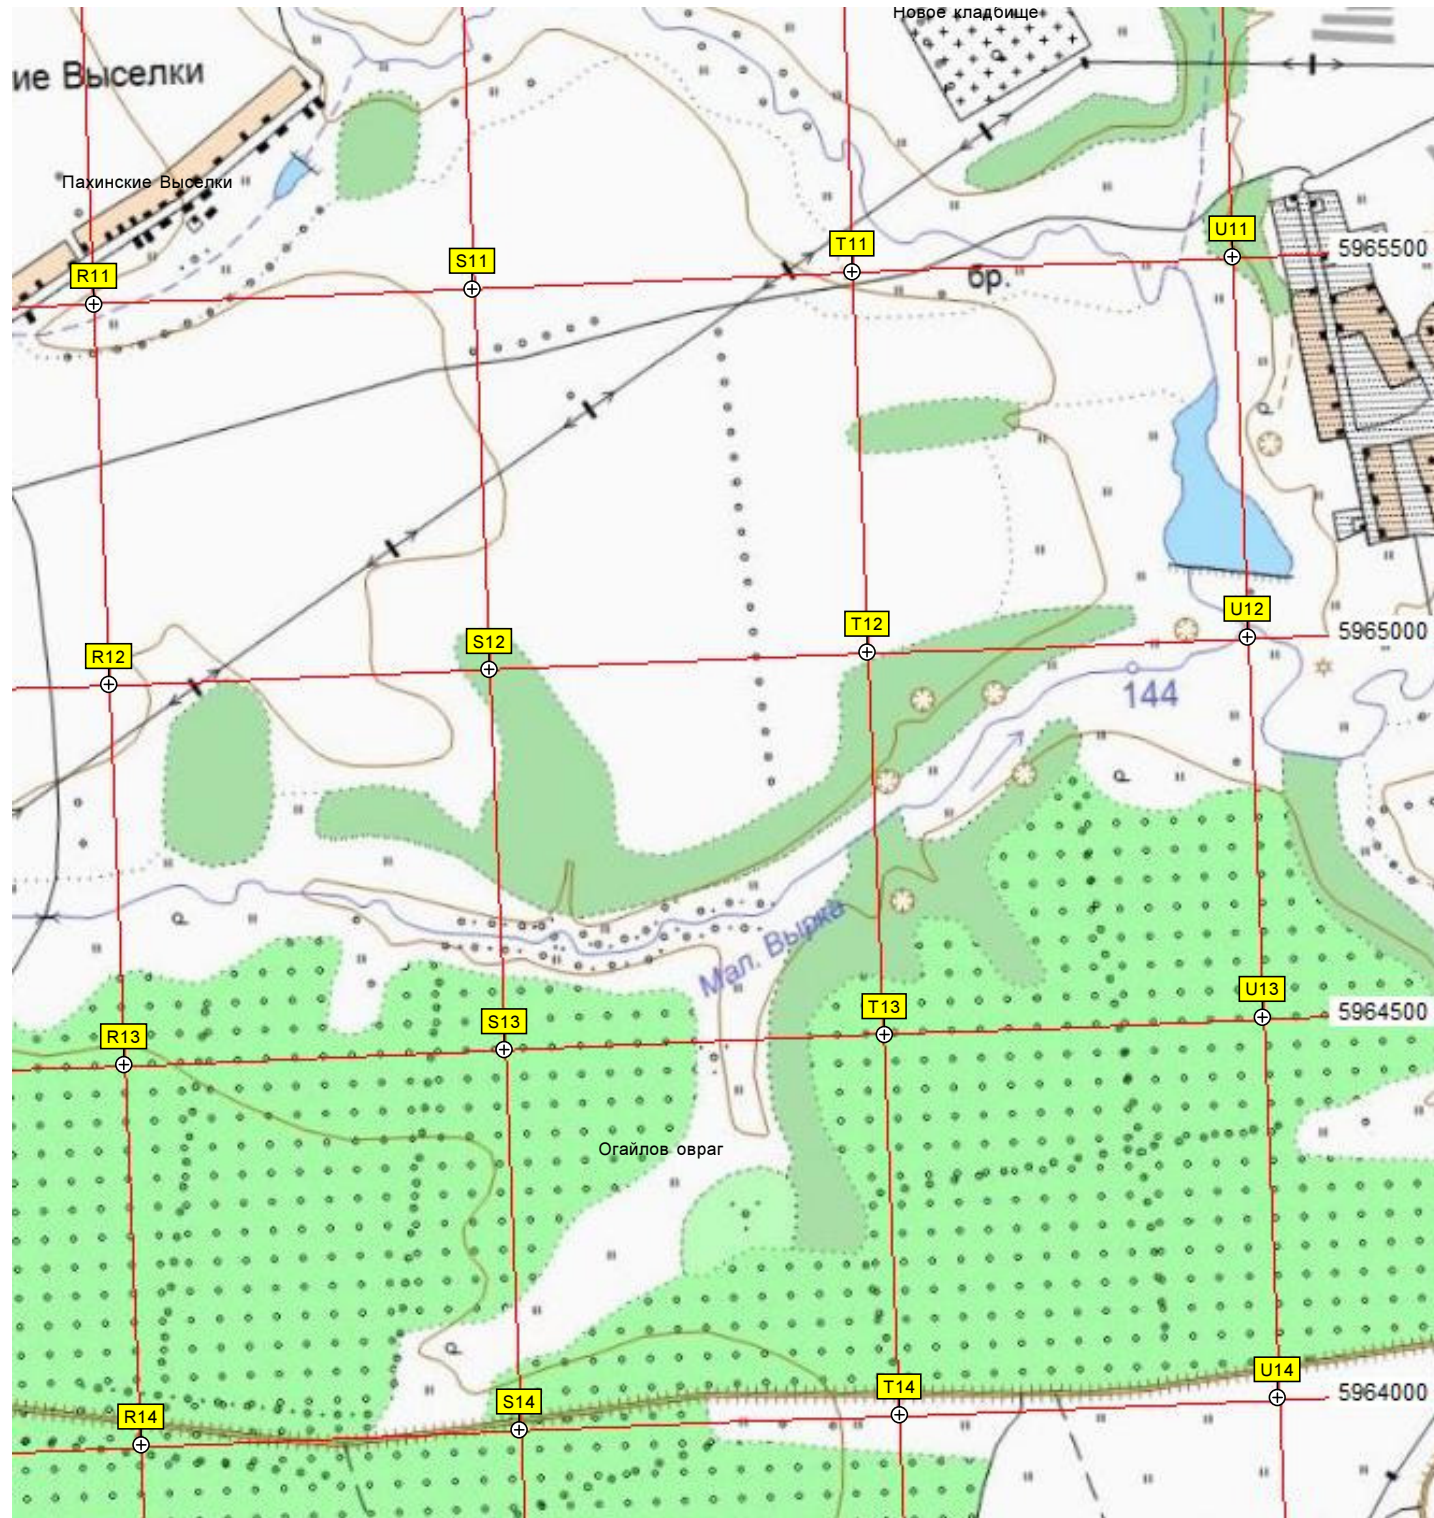 Новое кладбище
ие Выселки
Пахинские Выселки
U11
T11
5965500
S11
R11
бр.
U12
T12
5965000
S12
R12
144
Мал. Вырка
U13
T13
5964500
S13
R13
Огайлов овраг
U14
T14
5964000
S14
R14